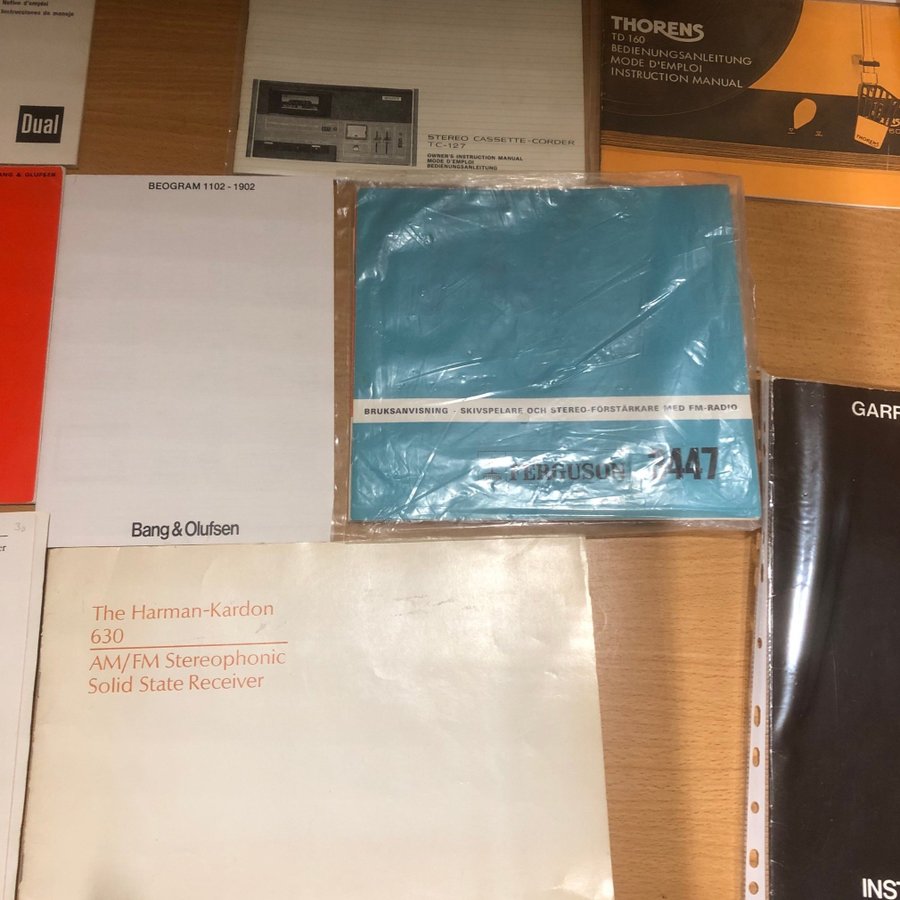 Notice d'emploi
Instrucciones de manejo
Dual
STEREO CASSETTE-CORDER
TC-127
OWNER'S INSTRUCTION MANUAL
MODE D'EMPLOI
BEDIENUNGSANLEITUNG
THORENS
TD 160
BEDIENUNGSANLEITUNG
MODE D'EMPLOI
INSTRUCTION MANUAL
THORENS
BANG & OLUFSEN
BEOGRAM 1102 - 1902
Bang & Olufsen
BRUKSANVISNING - SKIVSPELARE OCH STEREO-FÖRSTÄRKARE MED FM-RADIO
FERGUSON 447
GARR
INST
The Harman-Kardon
630
AM/FM Stereophonic
Solid State Receiver